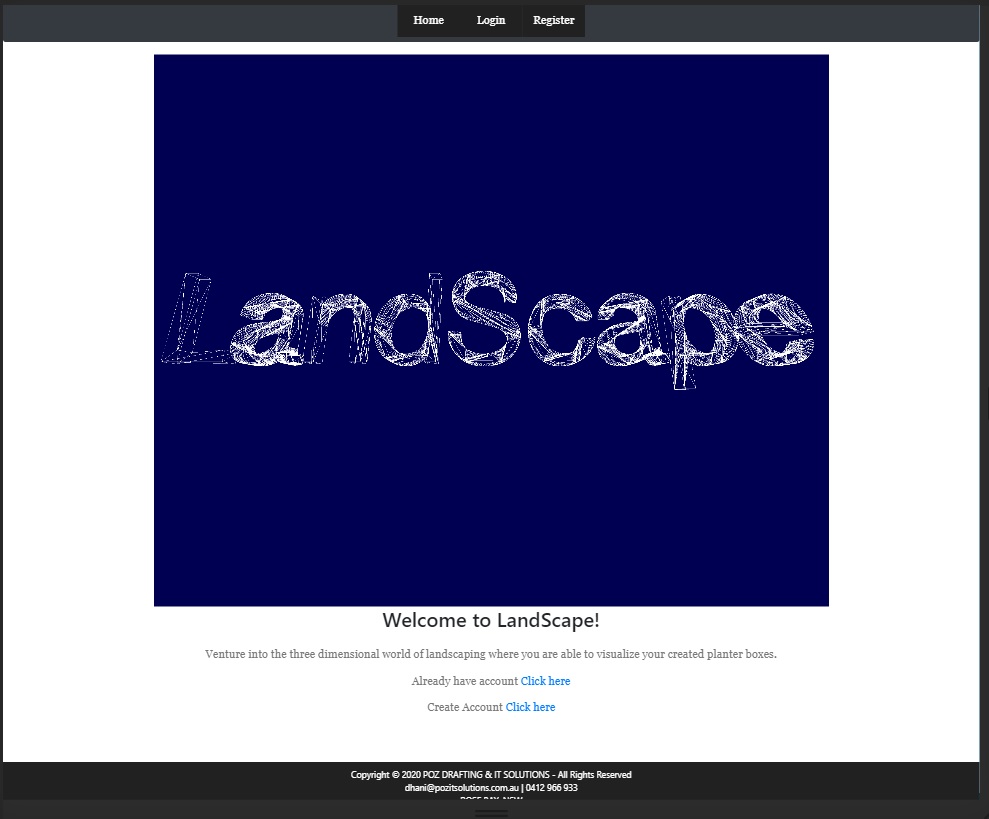 Home Login Register
LandScape
Welcome to LandScape!
Venture into the three dimensional world of landscaping where you are able to visualize your created planter boxes.
Already have account Click here
Create Account Click here
Copyright © 2020 POZ DRAFTING & IT SOLUTIONS - All Rights Reserved
dhani@pozitsolutions.com.au | 0412 966 933